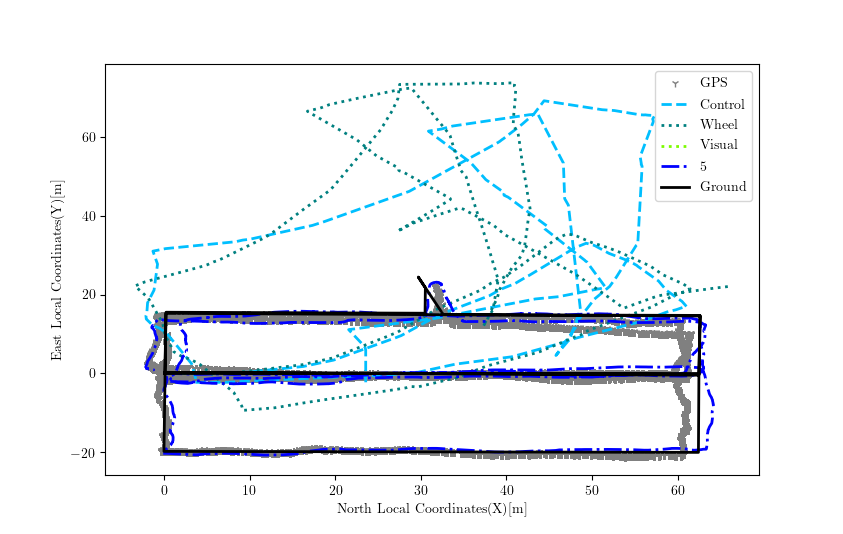 GPS
Control
Wheel
Visual
5
Ground
60
40
20
0
−20
0 10 20 30 40 50 60
East Local Coordinates(Y)[m]
North Local Coordinates(X)[m]